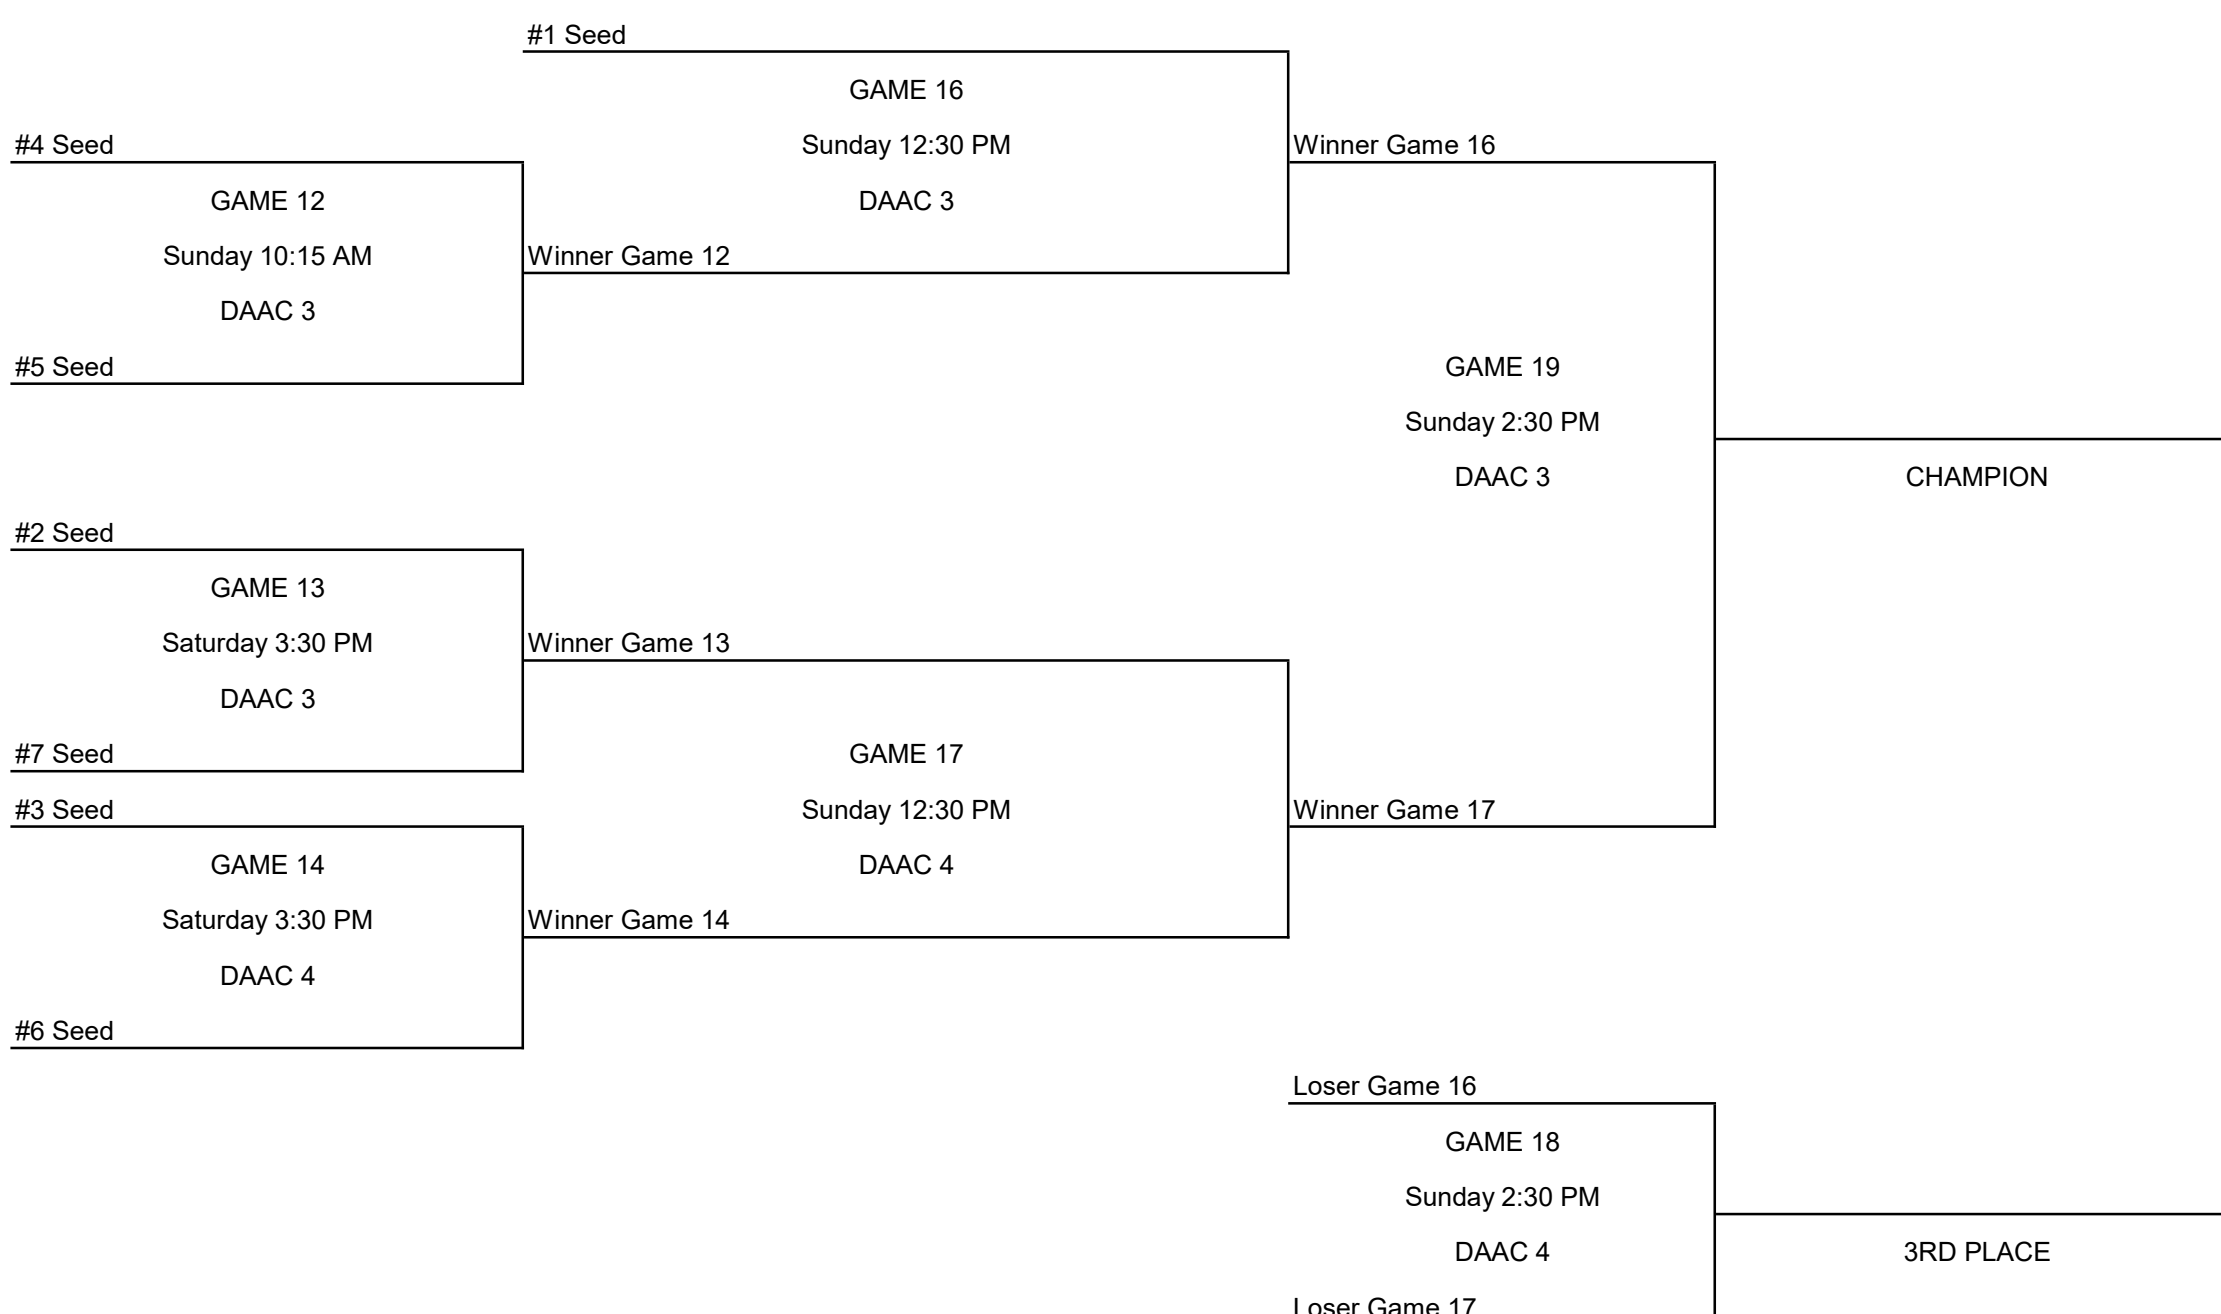 #1 Seed
GAME 16
#4 Seed
Sunday 12:30 PM
Winner Game 16
GAME 12
DAAC 3
Sunday 10:15 AM
Winner Game 12
DAAC 3
#5 Seed
GAME 19
Sunday 2:30 PM
DAAC 3
CHAMPION
#2 Seed
GAME 13
Saturday 3:30 PM
Winner Game 13
DAAC 3
#7 Seed
GAME 17
#3 Seed
Sunday 12:30 PM
Winner Game 17
GAME 14
DAAC 4
Saturday 3:30 PM
Winner Game 14
DAAC 4
#6 Seed
Loser Game 16
GAME 18
Sunday 2:30 PM
DAAC 4
3RD PLACE
Loser Game 17